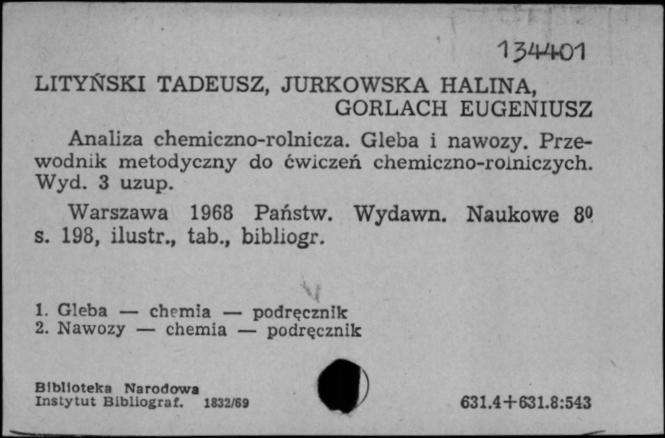 134401
LITYŃSKI TADEUSZ, JURKOWSKA HALINA,
GORLACH EUGENIUSZ
Analiza chemiczno-rolnicza. Gleba i nawozy. Prze-
wodnik metodyczny do ćwiczeń chemiczno-rolniczych.
Wyd. 3 uzup.
Warszawa 1968 Państw. Wydawn. Naukowe 8º
s. 198, ilustr., tab., bibliogr.
1. Gleba — chemia — podręcznik
2. Nawozy — chemia — podręcznik
Biblioteka Narodowa
Instytut Bibliograf. 1832/69
631.4+631.8:543